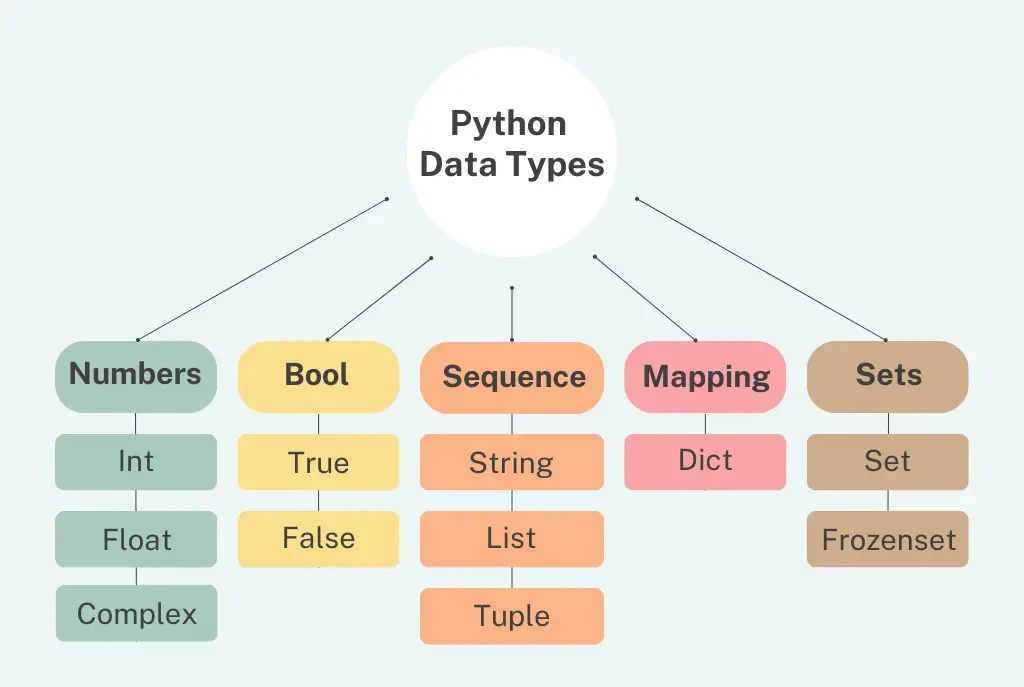 Python
Data Types
Numbers
Bool
Sequence
Mapping
Sets
Int
True
String
Dict
Set
Float
False
List
Frozenset
Complex
Tuple